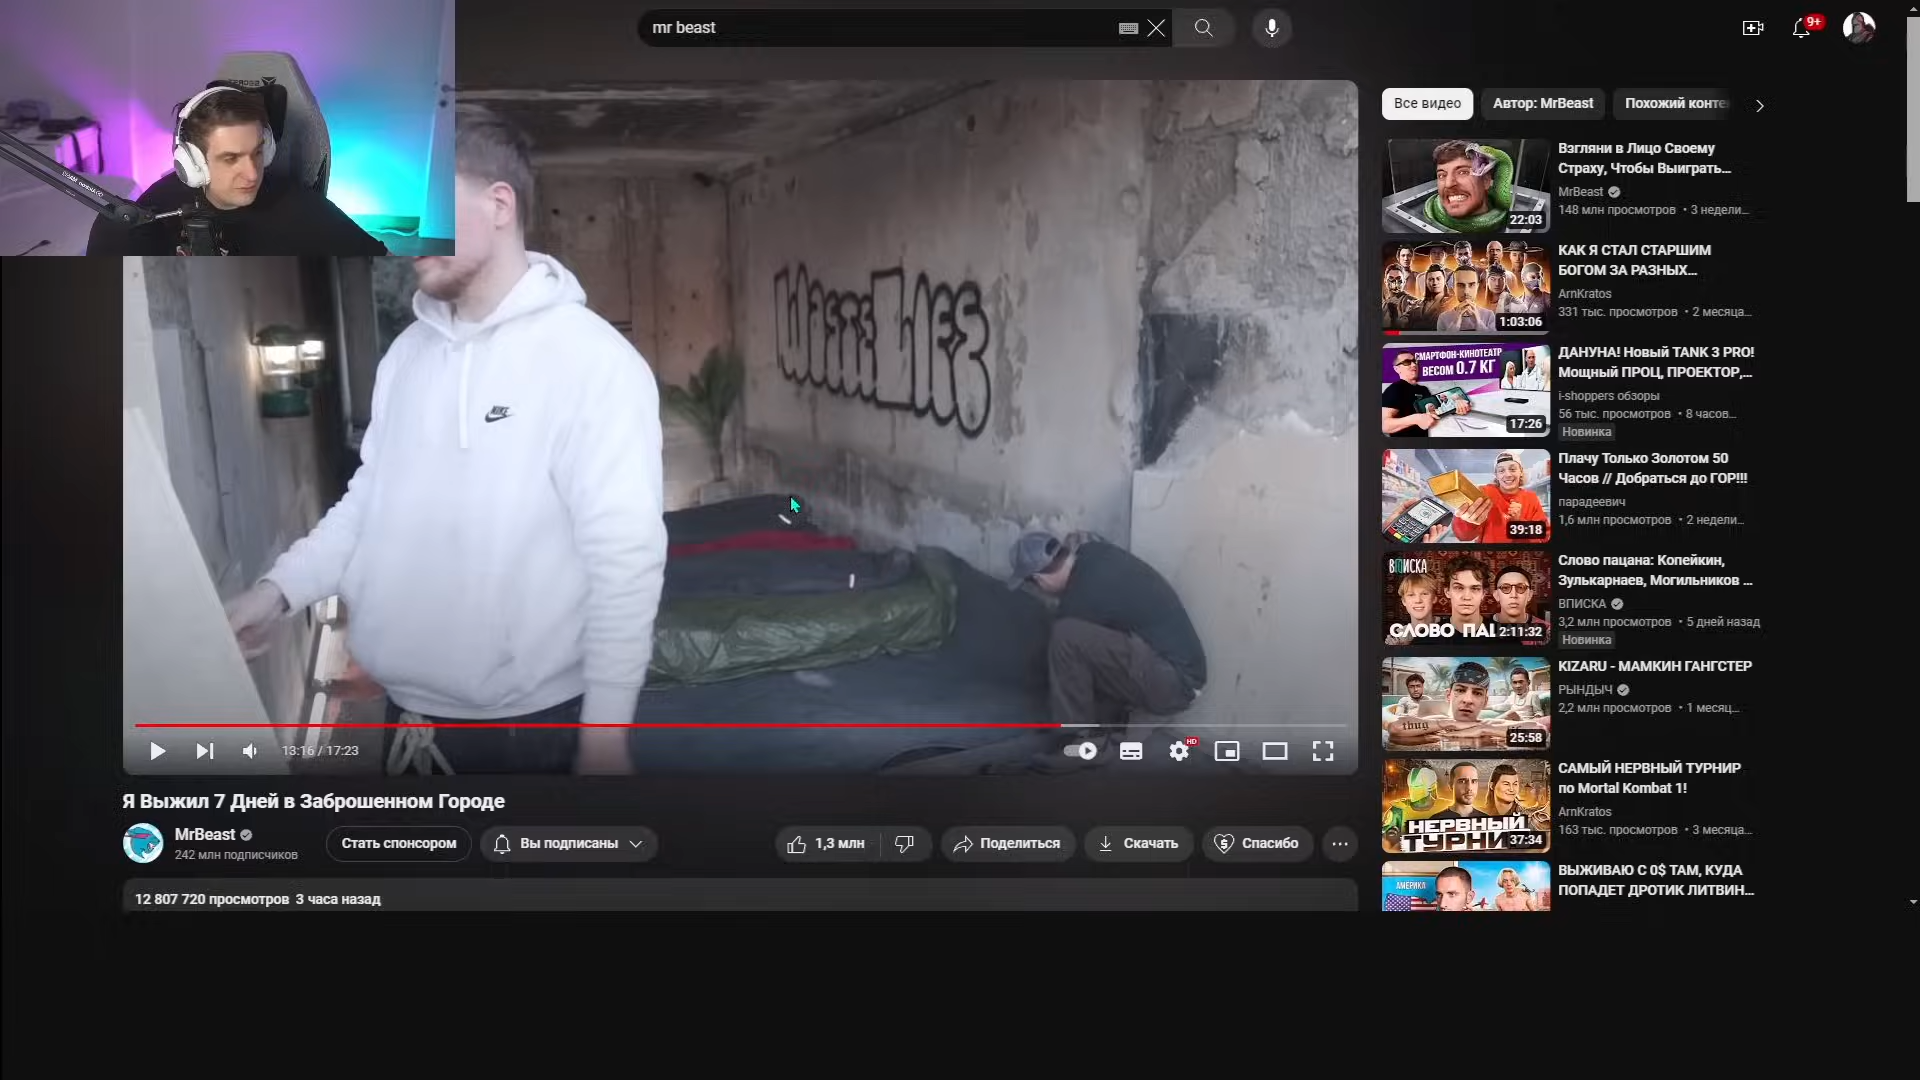 mr beast
9+
Все видео
Автор: MrBeast
Похожий конте
Взгляни в Лицо Своему
Страху, Чтобы Выиграть...
MrBeast
148 млн просмотров • 3 недели...
22:03
КАК Я СТАЛ СТАРШИМ
БОГОМ ЗА РАЗНЫХ...
ArnKratos
331 тыс. просмотров • 2 месяца...
1:03:06
СМАРТФОН-КИНОТЕАТР
ВЕСОМ 0.7 КГ
17:26
ДАНУНА! Новый TANK 3 PRO!
Мощный ПРОЦ, ПРОЕКТОР,...
i-shoppers обзоры
56 тыс. просмотров • 8 часов...
Новинка
Плачу Только Золотом 50
Часов // Добраться до ГОР!!!
парадеевич
1,6 млн просмотров • 2 недели...
39:18
ВПИСКА
СЛОВО ПАЦ
2:11:32
Слово пацана: Копейкин,
Зулькарнаев, Могильников ...
ВПИСКА
3,2 млн просмотров • 5 дней назад
Новинка
KIZARU - МАМКИН ГАНГСТЕР
РЫНДЫЧ
2,2 млн просмотров • 1 месяц...
thug
25:58
САМЫЙ НЕРВНЫЙ ТУРНИР
по Mortal Kombat 1!
ArnKratos
163 тыс. просмотров • 3 месяца...
НЕРВНЫЙ
ТУРНИ
37:34
АМЕРИКА
ВЫЖИВАЮ С 0$ ТАМ, КУДА
ПОПАДЕТ ДРОТИК ЛИТВИН...
WASTE LIFE
NIKE
13:16 / 17:23
HD
Я Выжил 7 Дней в Заброшенном Городе
MrBeast
242 млн подписчиков
Стать спонсором
Вы подписаны
1,3 млн
Поделиться
Скачать
Спасибо
12 807 720 просмотров 3 часа назад